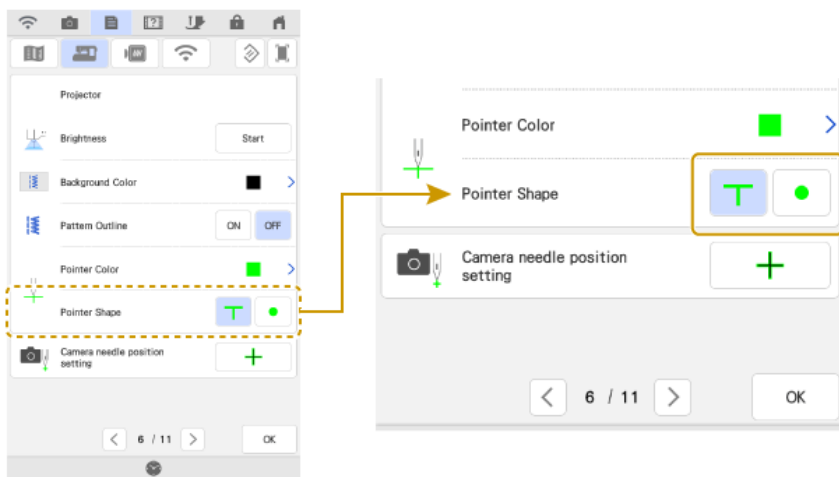 Projector
Brightness
Start
Background Color
Pattern Outline
ON
OFF
Pointer Color
Pointer Shape
Camera needle position
setting
6 / 11
OK
Pointer Color
Pointer Shape
Camera needle position
setting
6 / 11
OK